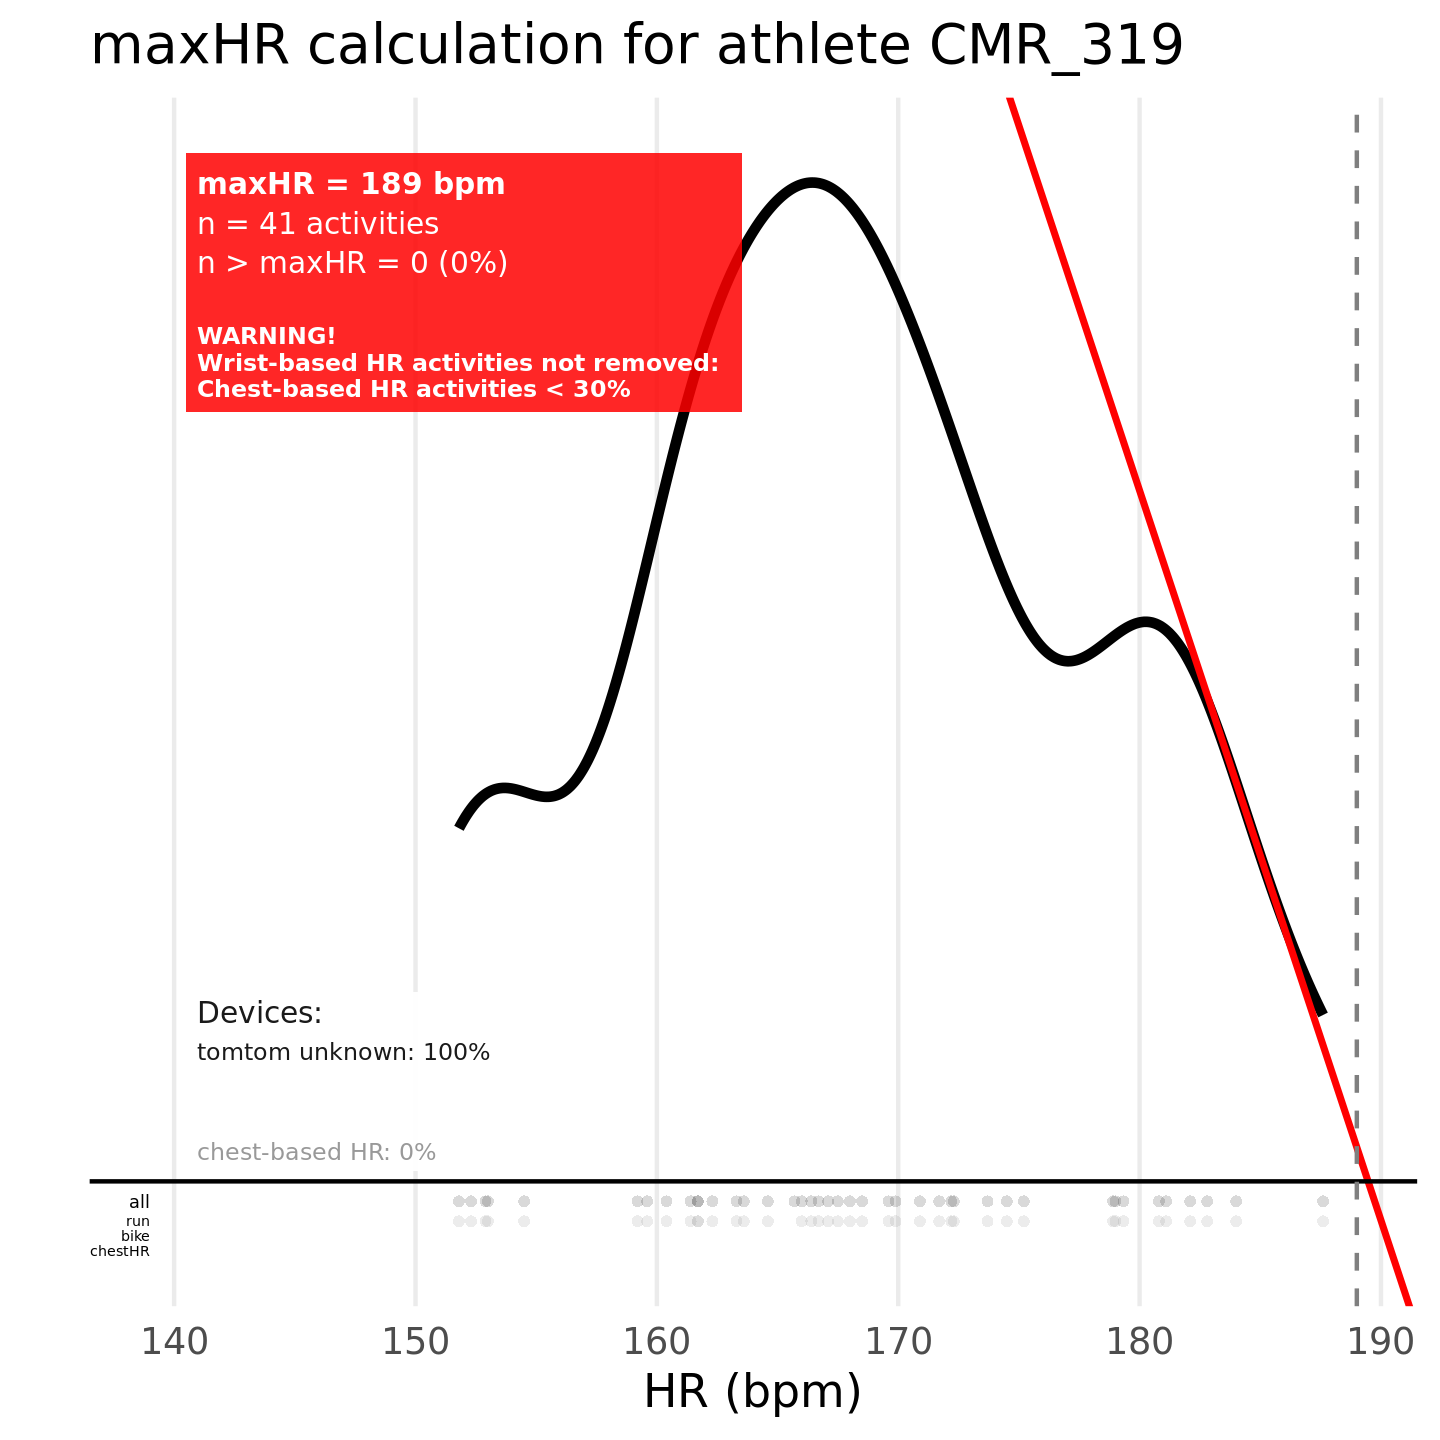 maxHR calculation for athlete CMR_319
maxHR = 189 bpm
n = 41 activities
n > maxHR = 0 (0%)
WARNING!
Wrist-based HR activities not removed:
Chest-based HR activities < 30%
Devices:
tomtom unknown: 100%
chest-based HR: 0%
all
run
bike
chestHR
140 150 160 170 180 190
HR (bpm)